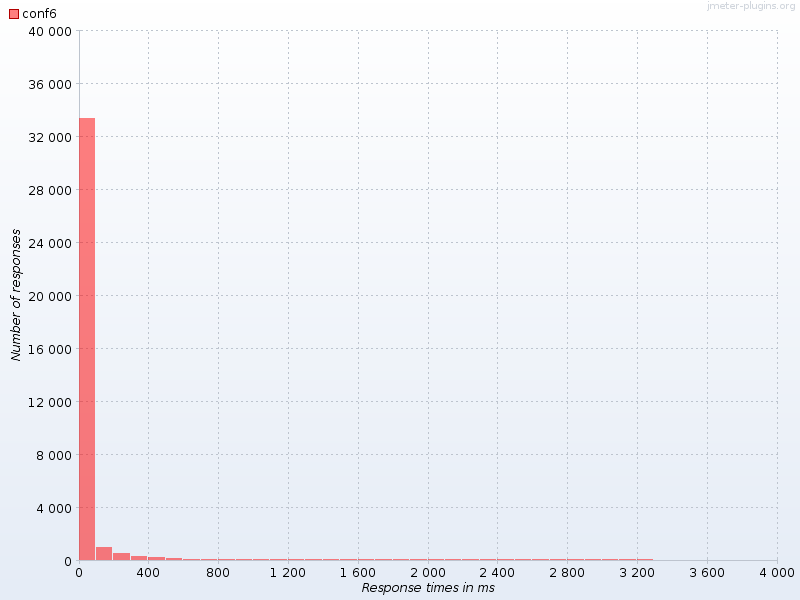 jmeter-plugins.org
conf6
40 000
36 000
32 000
28 000
24 000
20 000
16 000
12 000
8 000
4 000
0
Number of responses
0 400 800 1 200 1 600 2 000 2 400 2 800 3 200 3 600 4 000
Response times in ms